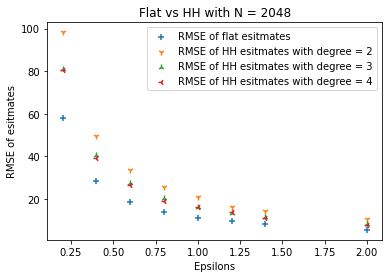 Flat vs HH with N = 2048
RMSE of flat esitmates
RMSE of HH esitmates with degree = 2
RMSE of HH esitmates with degree = 3
RMSE of HH esitmates with degree = 4
100
80
60
40
20
RMSE of esitmates
0.25 0.50 0.75 1.00 1.25 1.50 1.75 2.00
Epsilons